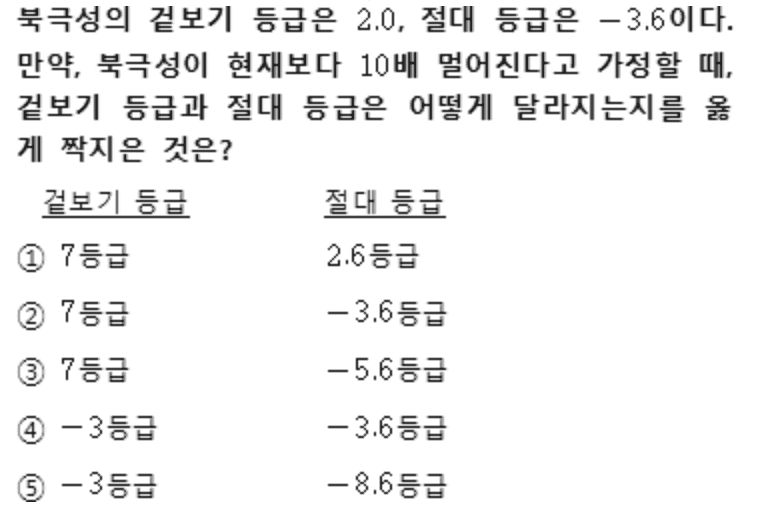 북극성의 겉보기 등급은 2.0, 절대 등급은 －3.6이다.
만약, 북극성이 현재보다 10배 멀어진다고 가정할 때,
겉보기 등급과 절대 등급은 어떻게 달라지는지를 옳
게 짝지은 것은?
겉보기 등급 절대 등급
① 7등급 2.6등급
② 7등급 －3.6등급
③ 7등급 －5.6등급
④ －3등급 －3.6등급
⑤ －3등급 －8.6등급